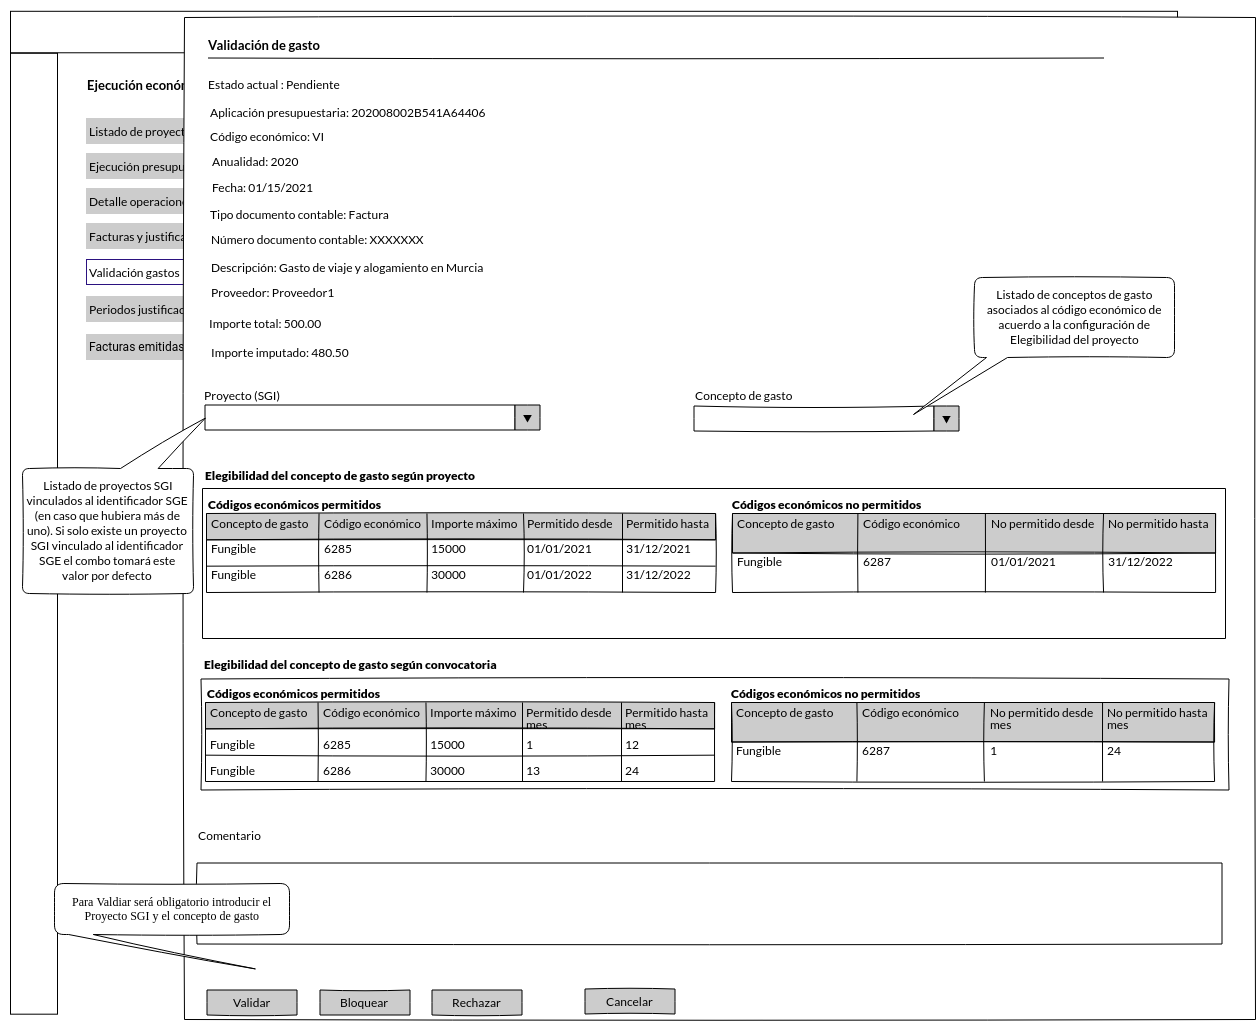 Validación de gasto
Estado actual : Pendiente
Ejecución econó
Aplicación presupuestaria: 202008002B541A64406
Listado de proyect
Código económico: VI
Anualidad: 2020
Ejecución presupu
Fecha: 01/15/2021
Detalle operacion
Tipo documento contable: Factura
Facturas y justifica
Número documento contable: XXXXXXX
Validación gastos
Descripción: Gasto de viaje y alogamiento en Murcia
Proveedor: Proveedor1
Periodos justificac
Importe total: 500.00
Facturas emitidas
Importe imputado: 480.50
Listado de conceptos de gasto
asociados al código económico de
acuerdo a la configuración de
Elegibilidad del proyecto
Proyecto (SGI)
Concepto de gasto
Listado de proyectos SGI
vinculados al identificador SGE
(en caso que hubiera más de
uno). Si solo existe un proyecto
SGI vinculado al identificador
SGE el combo tomará este
valor por defecto
Elegibilidad del concepto de gasto según proyecto
Códigos económicos permitidos
Concepto de gasto Código económico Importe máximo Permitido desde Permitido hasta
Fungible 6285 15000 01/01/2021 31/12/2021
Fungible 6286 30000 01/01/2022 31/12/2022
Códigos económicos no permitidos
Concepto de gasto Código económico No permitido desde No permitido hasta
Fungible 6287 01/01/2021 31/12/2022
Elegibilidad del concepto de gasto según convocatoria
Códigos económicos permitidos
Concepto de gasto Código económico Importe máximo Permitido desde Permitido hasta
mes mes
Fungible 6285 15000 1 12
Fungible 6286 30000 13 24
Códigos económicos no permitidos
Concepto de gasto Código económico No permitido desde No permitido hasta
mes mes
Fungible 6287 1 24
Comentario
Para Valdiar será obligatorio introducir el
Proyecto SGI y el concepto de gasto
Validar Bloquear Rechazar Cancelar